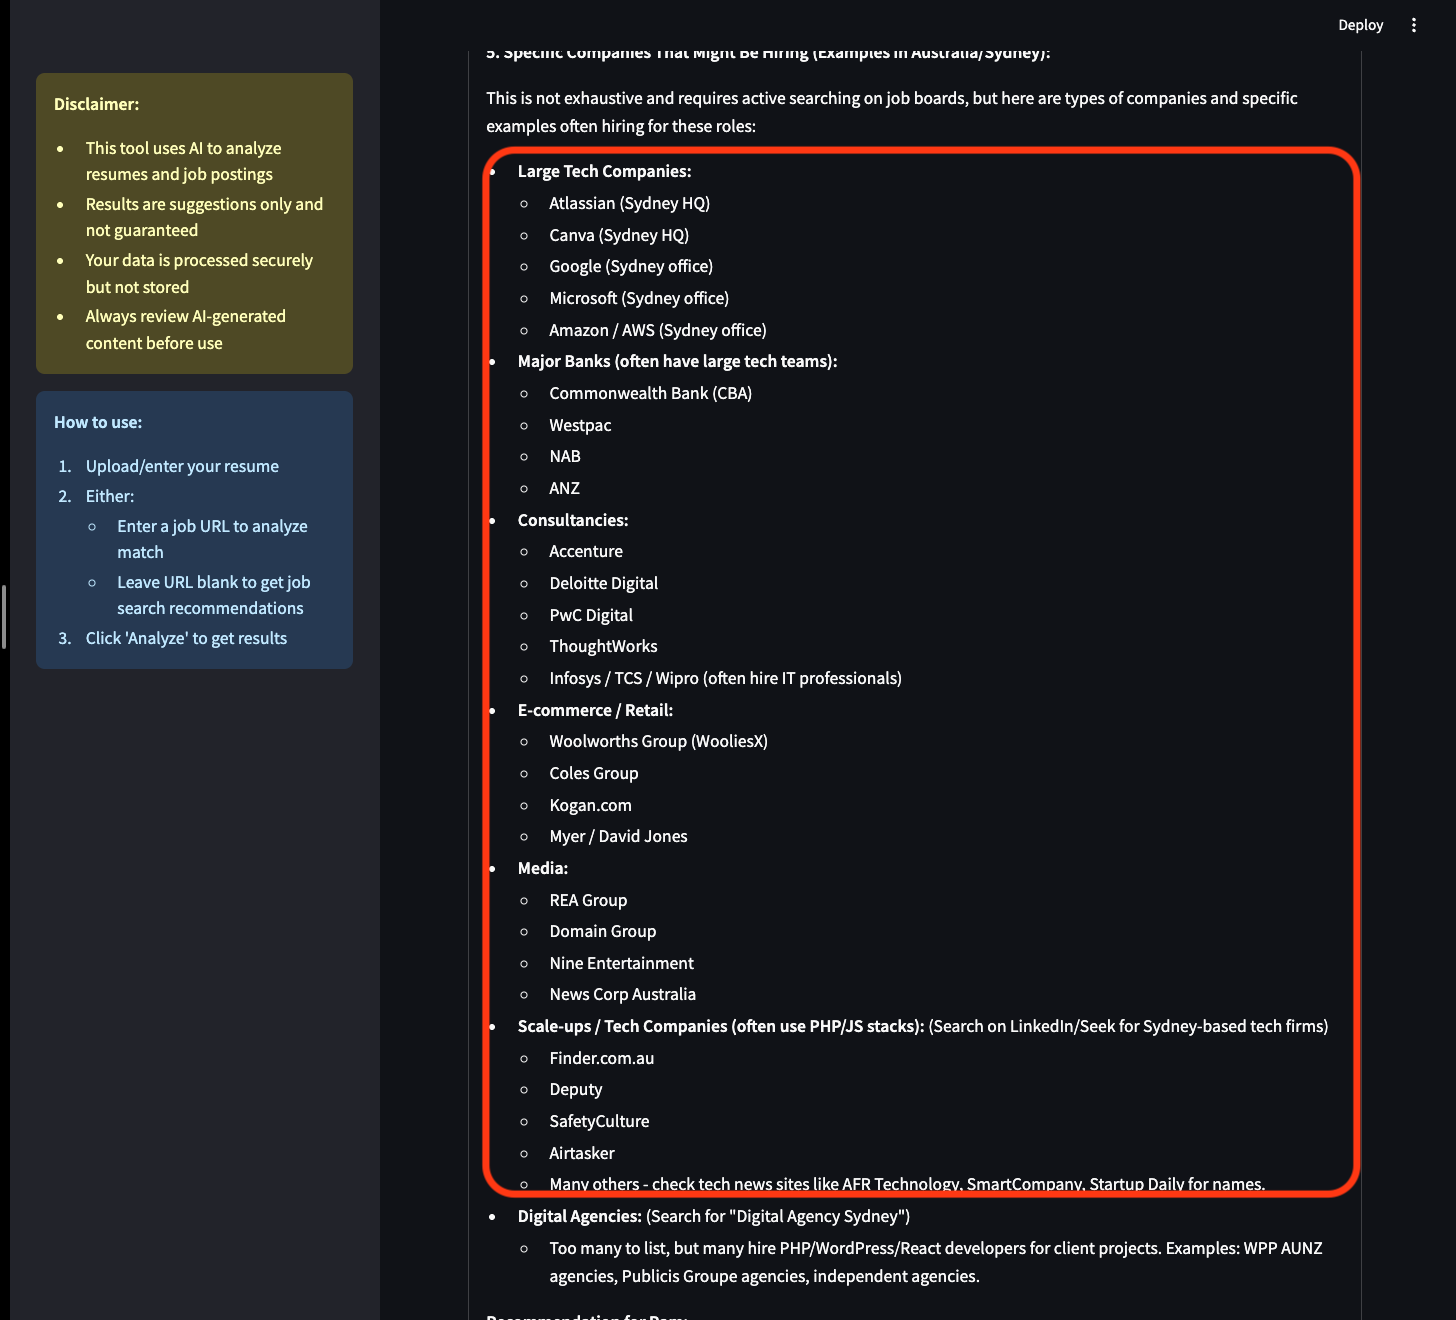 Deploy
Disclaimer:
This tool uses AI to analyze
resumes and job postings
Results are suggestions only and
not guaranteed
Your data is processed securely
but not stored
Always review AI-generated
content before use
How to use:
1. Upload/enter your resume
2. Either:
Enter a job URL to analyze
match
Leave URL blank to get job
search recommendations
3. Click 'Analyze' to get results
5. Specific Companies That Might Be Hiring (Examples in Australia/Sydney):
This is not exhaustive and requires active searching on job boards, but here are types of companies and specific
examples often hiring for these roles:
Large Tech Companies:
Atlassian (Sydney HQ)
Canva (Sydney HQ)
Google (Sydney office)
Microsoft (Sydney office)
Amazon / AWS (Sydney office)
Major Banks (often have large tech teams):
Commonwealth Bank (CBA)
Westpac
NAB
ANZ
Consultancies:
Accenture
Deloitte Digital
PwC Digital
ThoughtWorks
Infosys / TCS / Wipro (often hire IT professionals)
E-commerce / Retail:
Woolworths Group (WooliesX)
Coles Group
Kogan.com
Myer / David Jones
Media:
REA Group
Domain Group
Nine Entertainment
News Corp Australia
Scale-ups / Tech Companies (often use PHP/JS stacks): (Search on LinkedIn/Seek for Sydney-based tech firms)
Finder.com.au
Deputy
SafetyCulture
Airtasker
Many others - check tech news sites like AFR Technology, SmartCompany, Startup Daily for names.
Digital Agencies: (Search for "Digital Agency Sydney")
Too many to list, but many hire PHP/WordPress/React developers for client projects. Examples: WPP AUNZ
agencies, Publicis Groupe agencies, independent agencies.
Recommendation for